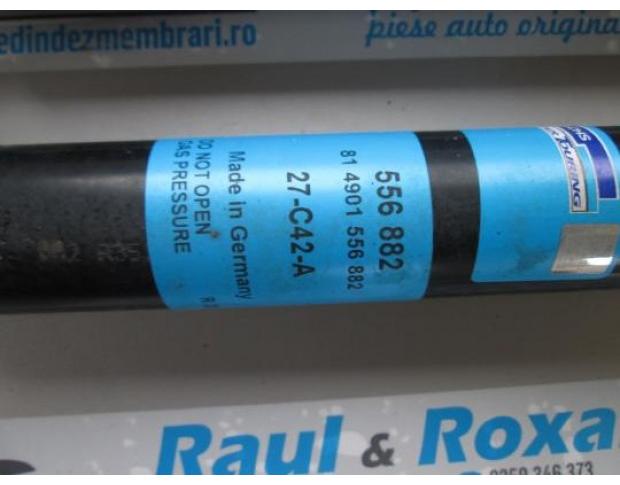 edindezmembrari.ro
piese auto origina
556 882
81 4901 556 882
27-C42-A
Made in Germany
DO NOT OPEN
GAS PRESSURE
TOURING
Raul & Roxa
0259 346 373